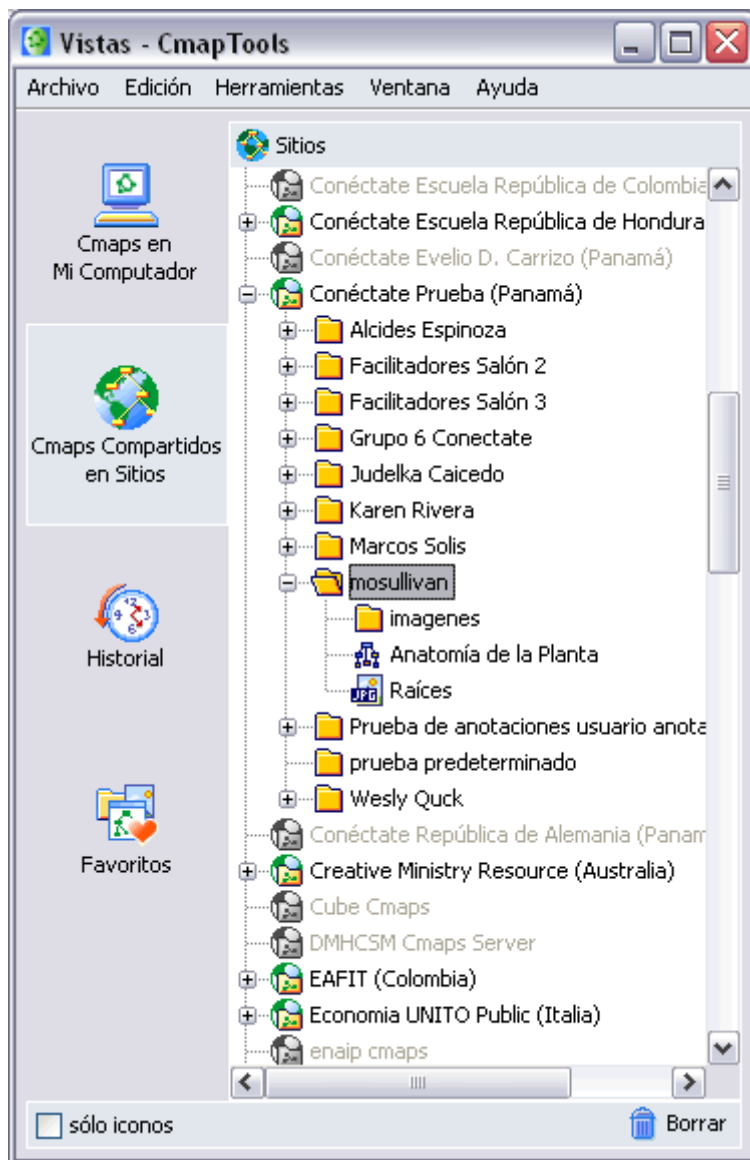 Vistas - CmapTools
Archivo Edición Herramientas Ventana Ayuda
Cmaps en
Mi Computador
Cmaps Compartidos
en Sitios
Historial
Favoritos
Sitios
Conéctate Escuela República de Colombia
Conéctate Escuela República de Hondura
Conéctate Evelio D. Carrizo (Panamá)
Conéctate Prueba (Panamá)
Alcides Espinoza
Facilitadores Salón 2
Facilitadores Salón 3
Grupo 6 Conectate
Judelka Caicedo
Karen Rivera
Marcos Solis
mosullivan
imagenes
Anatomía de la Planta
JPG Raíces
Prueba de anotaciones usuario anota
prueba predeterminado
Wesly Quck
Conéctate República de Alemania (Panam
Creative Ministry Resource (Australia)
Cube Cmaps
DMHCSM Cmaps Server
EAFIT (Colombia)
Economia UNITO Public (Italia)
enaip cmaps
sólo iconos
Borrar